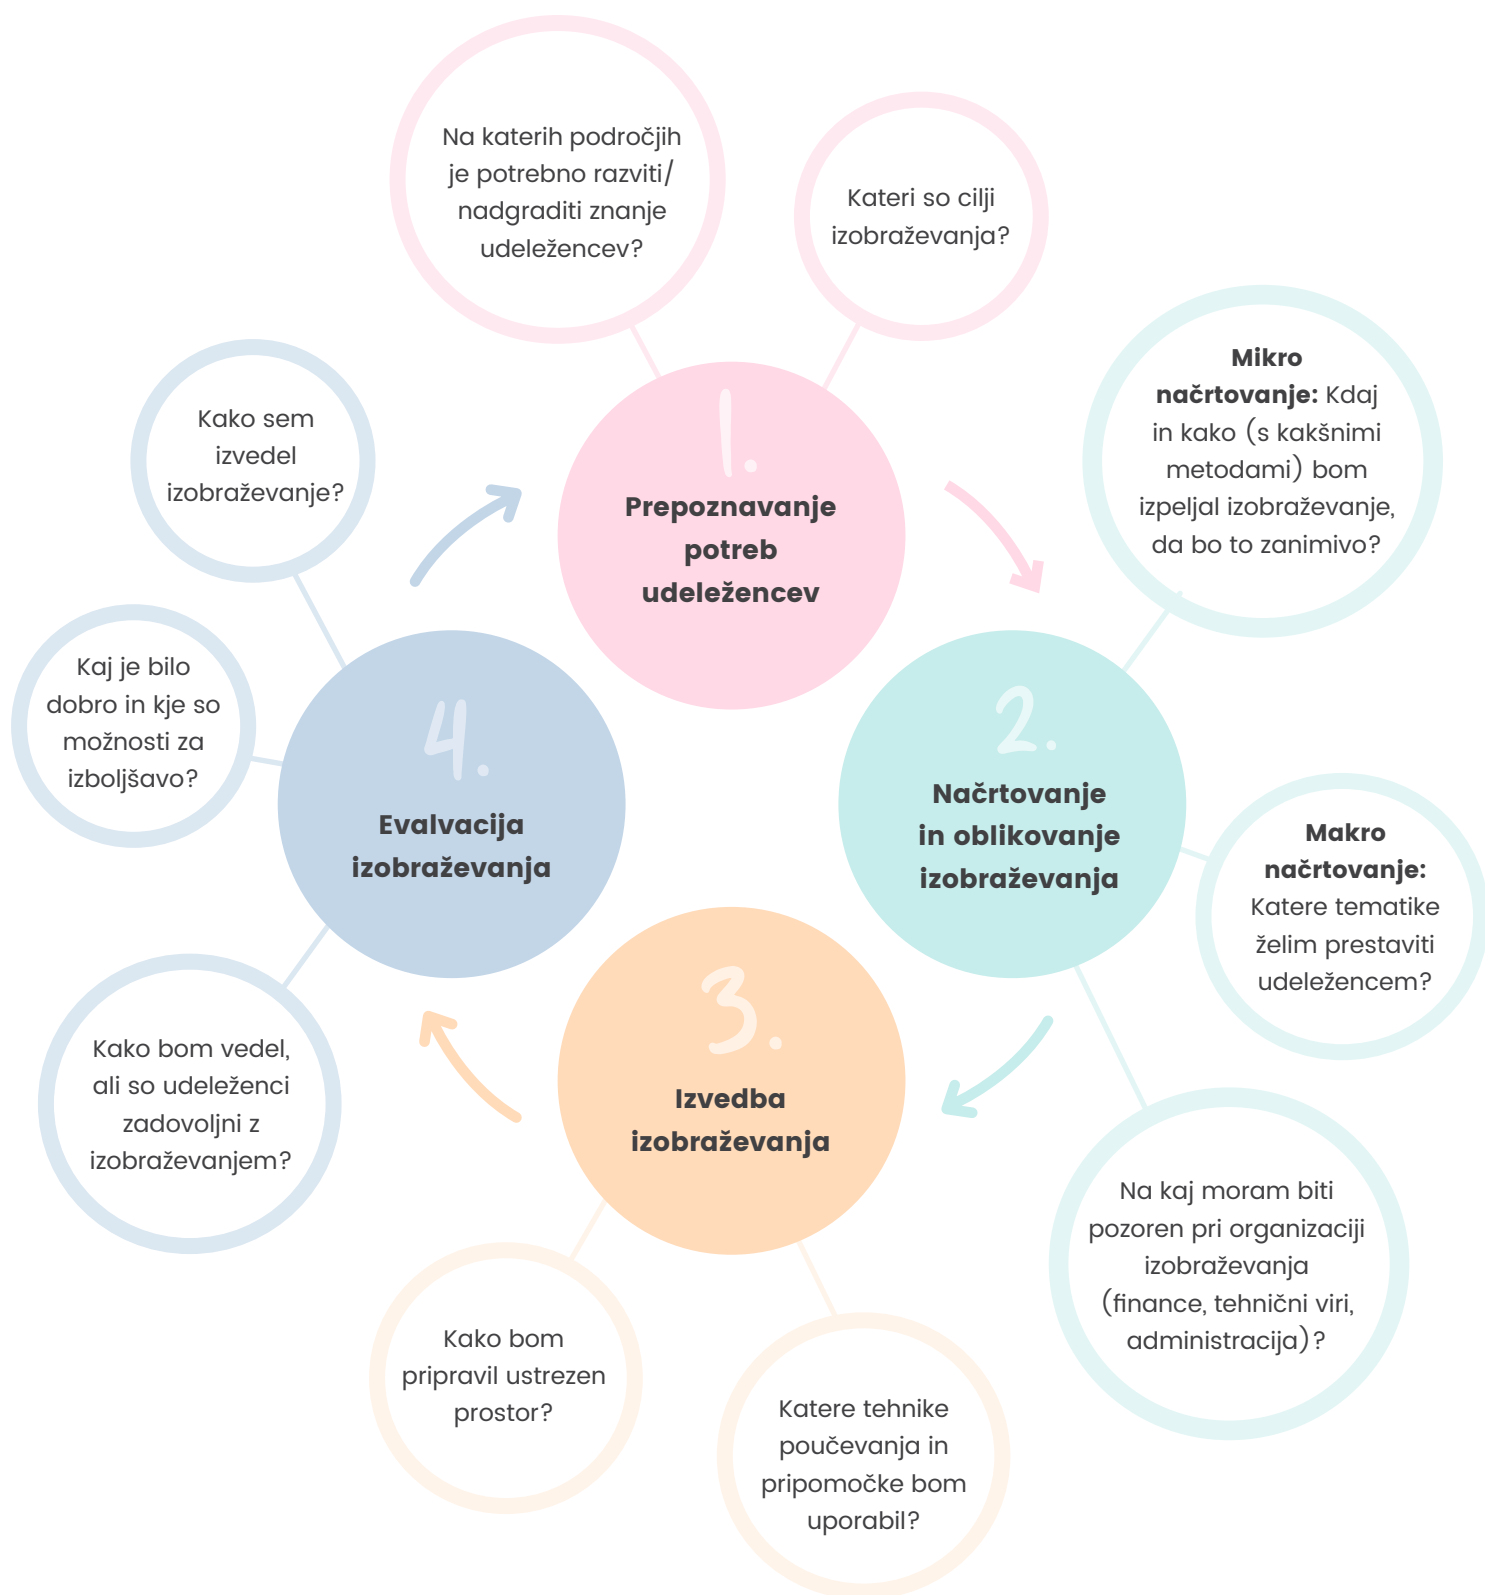 Na katerih področjih
je potrebno razviti/
nadgraditi znanje
udeležencev?
Kateri so cilji
izobraževanja?
1.
Prepoznavanje
potreb
udeležencev
Mikro
načrtovanje: Kdaj
in kako (s kakšnimi
metodami) bom
izpeljal izobraževanje,
da bo to zanimivo?
2.
Načrtovanje
in oblikovanje
izobraževanja
Makro
načrtovanje:
Katere tematike
želim prestaviti
udeležencem?
Na kaj moram biti
pozoren pri organizaciji
izobraževanja
(finance, tehnični viri,
administracija)?
3.
Izvedba
izobraževanja
Katere tehnike
poučevanja in
pripomočke bom
uporabil?
Kako bom
pripravil ustrezen
prostor?
4.
Evalvacija
izobraževanja
Kako bom vedel,
ali so udeleženci
zadovoljni z
izobraževanjem?
Kaj je bilo
dobro in kje so
možnosti za
izboljšavo?
Kako sem
izvedel
izobraževanje?